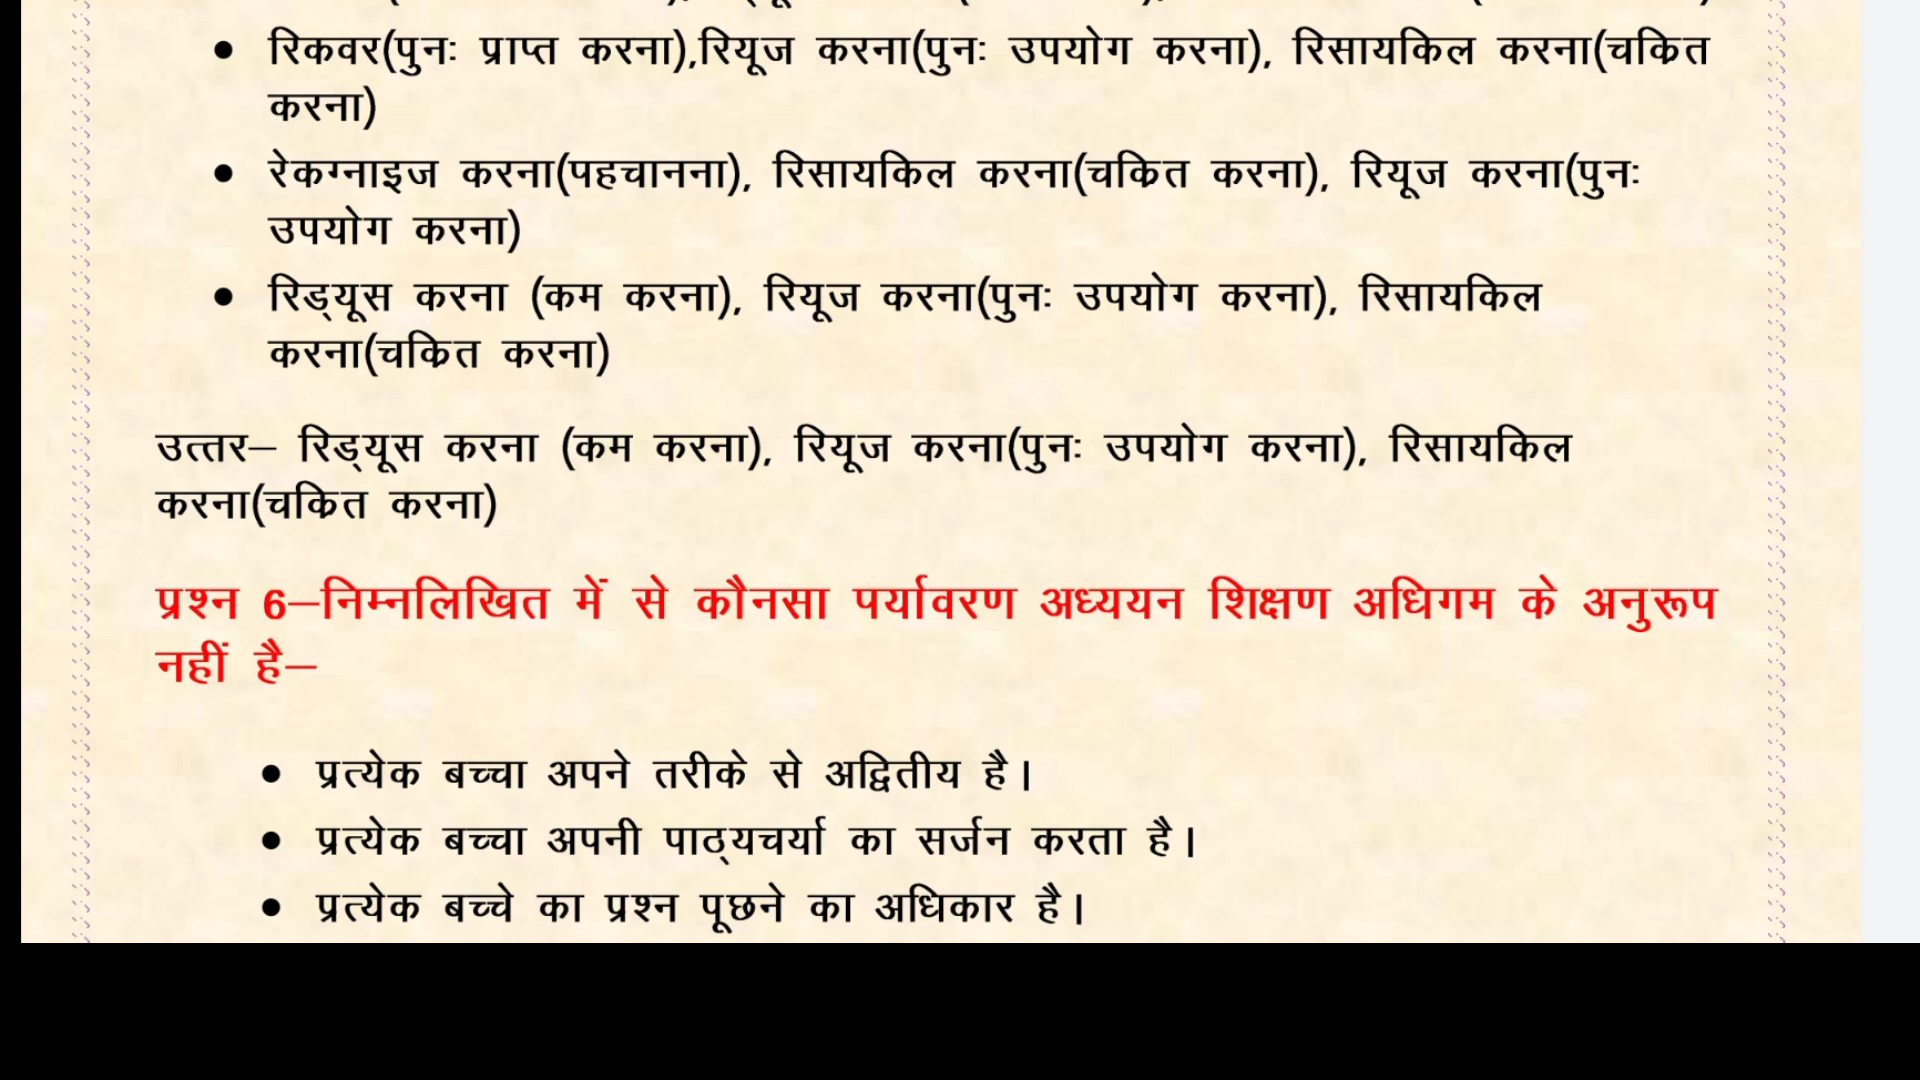 ● रिकवर(पुनः प्राप्त करना),रियूज करना(पुनः उपयोग करना), रिसायकिल करना(चकित
करना)
● रेकग्नाइज करना(पहचानना), रिसायकिल करना(चकित करना), रियूज करना(पुनः
उपयोग करना)
● रिड्यूस करना (कम करना), रियूज करना(पुनः उपयोग करना), रिसायकिल
करना(चकित करना)
उत्तर– रिड्यूस करना (कम करना), रियूज करना(पुनः उपयोग करना), रिसायकिल
करना(चकित करना)
प्रश्न 6–निम्नलिखित में से कौनसा पर्यावरण अध्ययन शिक्षण अधिगम के अनुरूप
नहीं है–
● प्रत्येक बच्चा अपने तरीके से अद्वितीय है।
● प्रत्येक बच्चा अपनी पाठ्यचर्या का सर्जन करता है।
● प्रत्येक बच्चे का प्रश्न पूछने का अधिकार है।